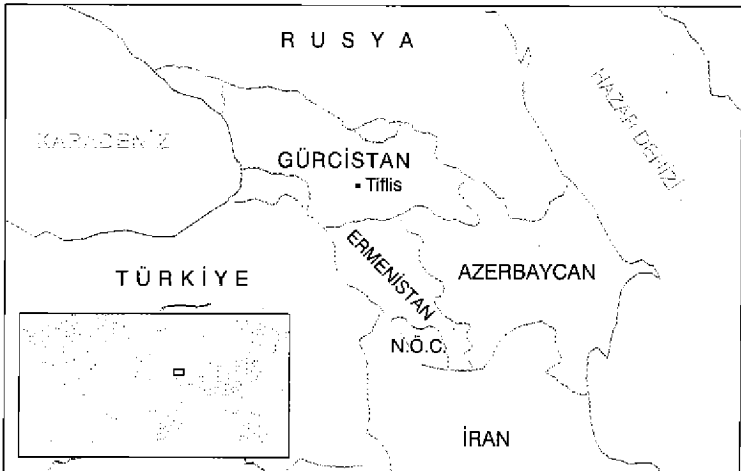 RUSYA
HAZAR DENİZİ
KARADENİZ
GÜRCİSTAN
Tiflis
ERMENİSTAN
AZERBAYCAN
TÜRKİYE
N.Ö.C.
İRAN